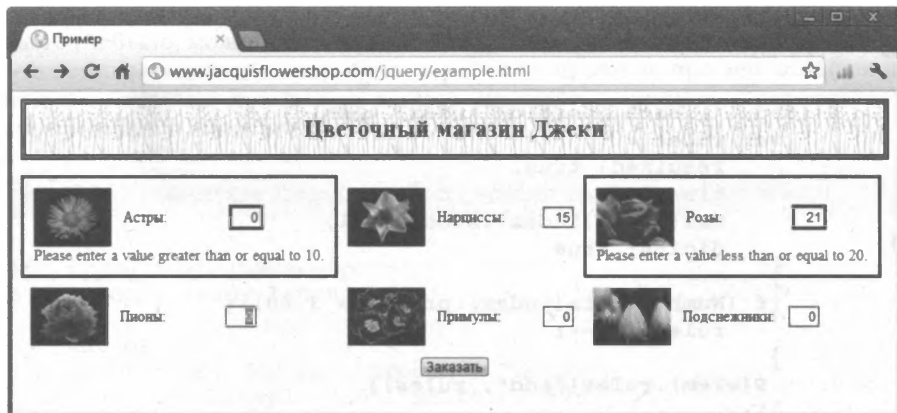 Пример
www.jacquisflowershop.com/jquery/example.html
Цветочный магазин Джеки
Астры: 0
Нарциссы: 15
Розы: 21
Please enter a value greater than or equal to 10.
Please enter a value less than or equal to 20.
Пионы:
Примулы: 0
Подснежники: 0
Заказать